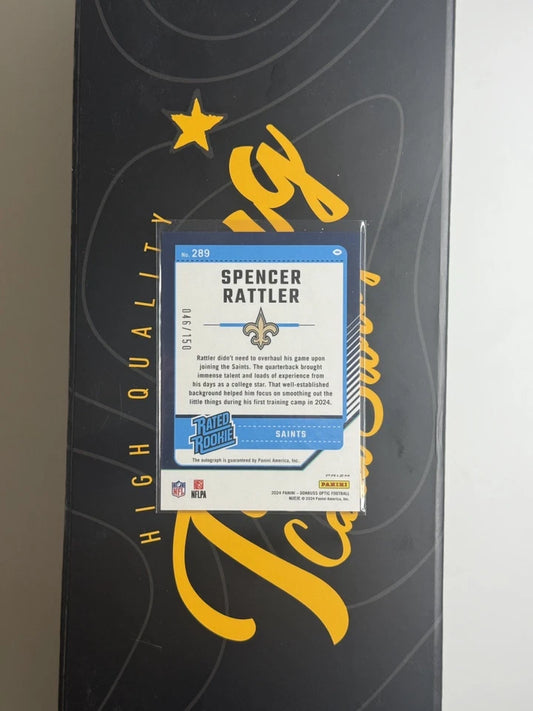 HIGH QUALITY
No. 289
SPENCER
RATTLER
046/150
Rattler didn't need to overhaul his game upon
joining the Saints. The quarterback brought
immense talent and loads of experience from
his days as a college star. That well-established
background helped him focus on smoothing out the
little things during his first training camp in 2024.
RATED
ROOKIE
SAINTS
The autograph is guaranteed by Panini America, Inc.
PRIZM
NFL
NFLPA
PANINI
2024 PANINI – DONRUSS OPTIC FOOTBALL
© 2024 Panini America, Inc.